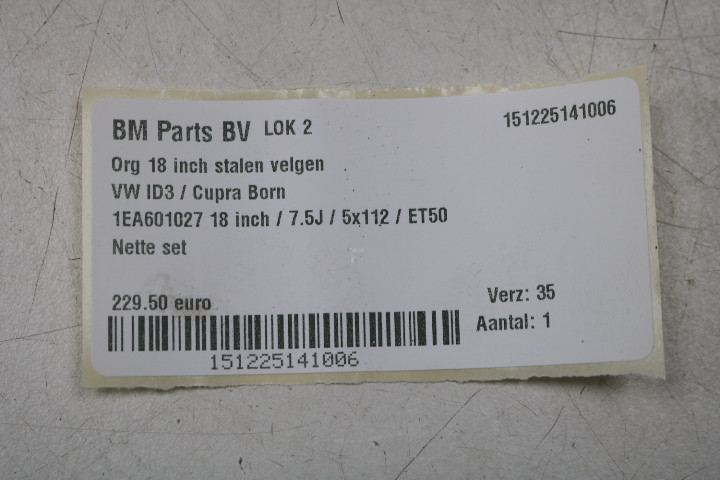 BM Parts BV LOK 2 151225141006
Org 18 inch stalen velgen
VW ID3 / Cupra Born
1EA601027 18 inch / 7.5J / 5x112 / ET50
Nette set
229.50 euro Verz: 35
Aantal: 1
151225141006